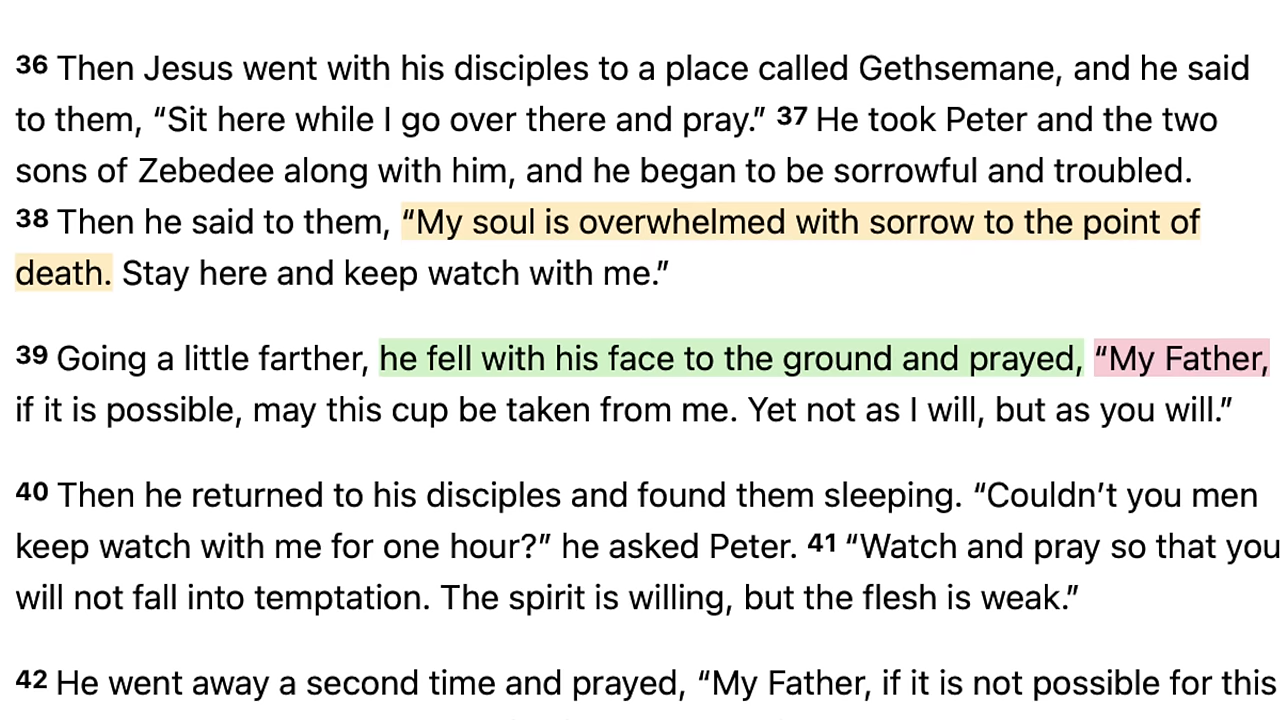 36 Then Jesus went with his disciples to a place called Gethsemane, and he said
to them, “Sit here while I go over there and pray.” 37 He took Peter and the two
sons of Zebedee along with him, and he began to be sorrowful and troubled.
38 Then he said to them, “My soul is overwhelmed with sorrow to the point of
death. Stay here and keep watch with me.”
39 Going a little farther, he fell with his face to the ground and prayed, “My Father,
if it is possible, may this cup be taken from me. Yet not as I will, but as you will.”
40 Then he returned to his disciples and found them sleeping. “Couldn’t you men
keep watch with me for one hour?” he asked Peter. 41 “Watch and pray so that you
will not fall into temptation. The spirit is willing, but the flesh is weak.”
42 He went away a second time and prayed, “My Father, if it is not possible for this